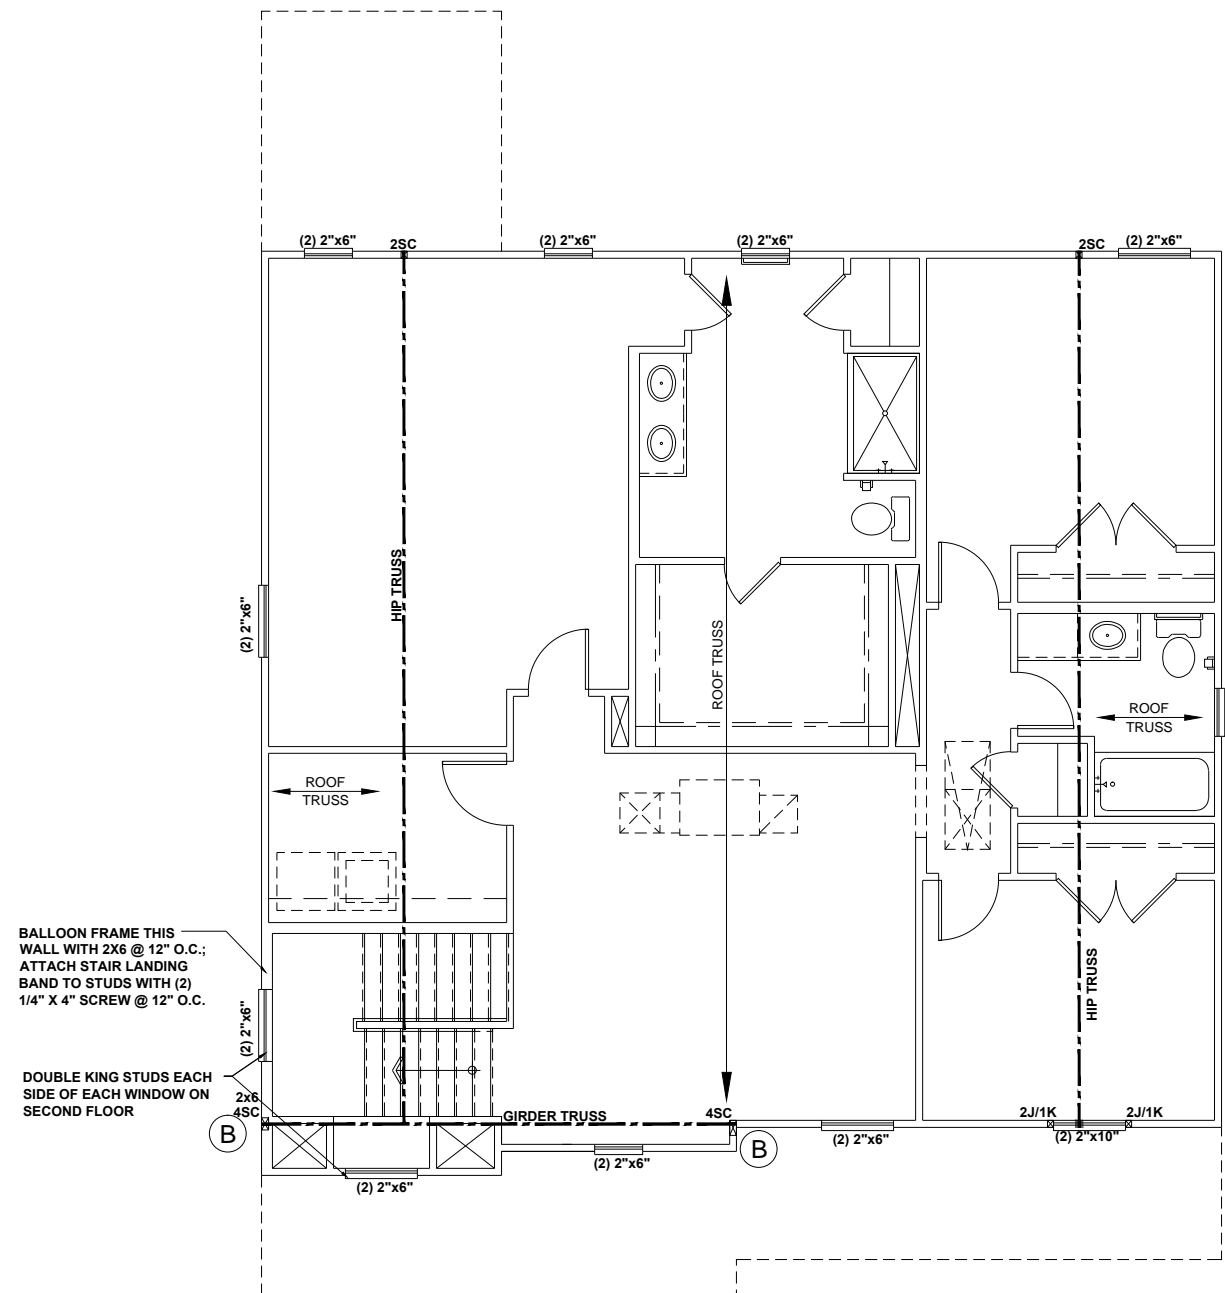 (2) 2"x6"
2SC
(2) 2"x6"
(2) 2"x6"
2SC
(2) 2"x6"
HIP TRUSS
(2) 2"x6"
ROOF TRUSS
ROOF
TRUSS
ROOF
TRUSS
BALLOON FRAME THIS
WALL WITH 2X6 @ 12" O.C.;
ATTACH STAIR LANDING
BAND TO STUDS WITH (2)
1/4" X 4" SCREW @ 12" O.C.
HIP TRUSS
(2) 2"x6"
DOUBLE KING STUDS EACH
SIDE OF EACH WINDOW ON
SECOND FLOOR
2x6
4SC
B
GIRDER TRUSS
4SC
B
2J/1K
2J/1K
(2) 2"x6"
(2) 2"x10"
(2) 2"x6"
(2) 2"x6"